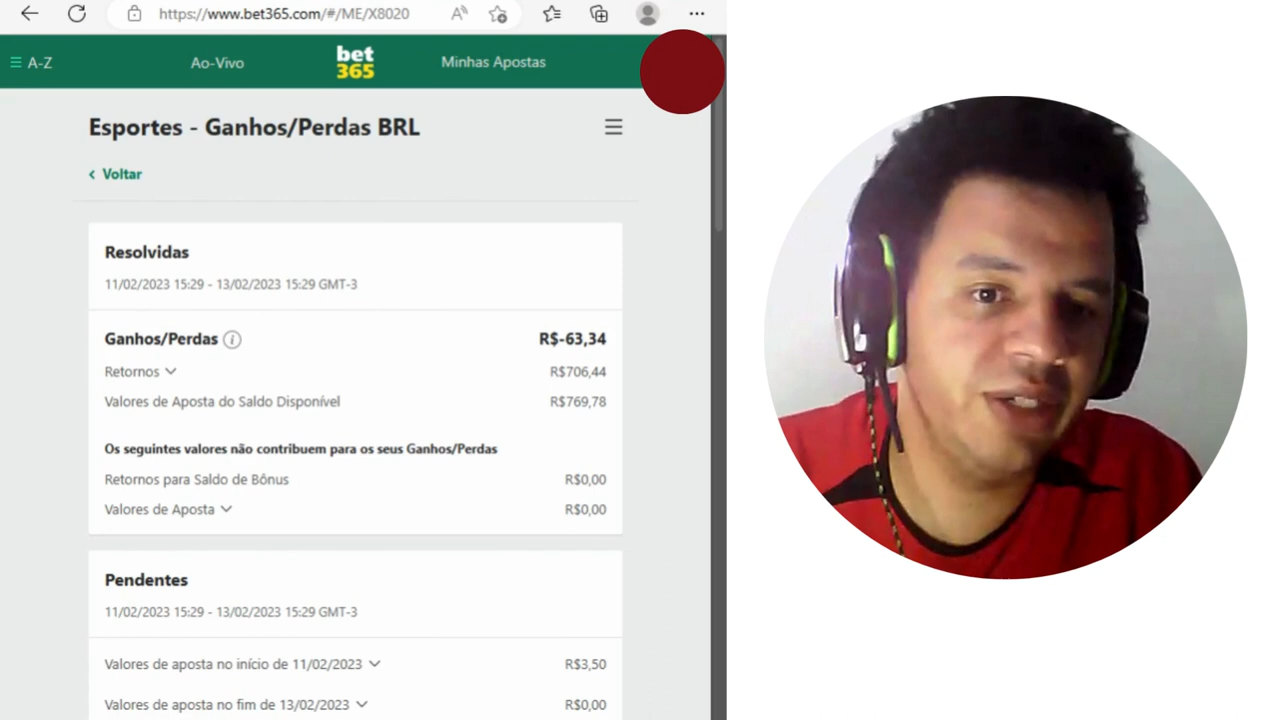 https://www.bet365.com/#/ME/X8020
A-Z Ao-Vivo bet365 Minhas Apostas
Esportes - Ganhos/Perdas BRL
Voltar
Resolvidas
11/02/2023 15:29 - 13/02/2023 15:29 GMT-3
Ganhos/Perdas R$-63,34
Retornos R$706,44
Valores de Aposta do Saldo Disponível R$769,78
Os seguintes valores não contribuem para os seus Ganhos/Perdas
Retornos para Saldo de Bônus R$0,00
Valores de Aposta R$0,00
Pendentes
11/02/2023 15:29 - 13/02/2023 15:29 GMT-3
Valores de aposta no início de 11/02/2023 R$3,50
Valores de aposta no fim de 13/02/2023 R$0,00